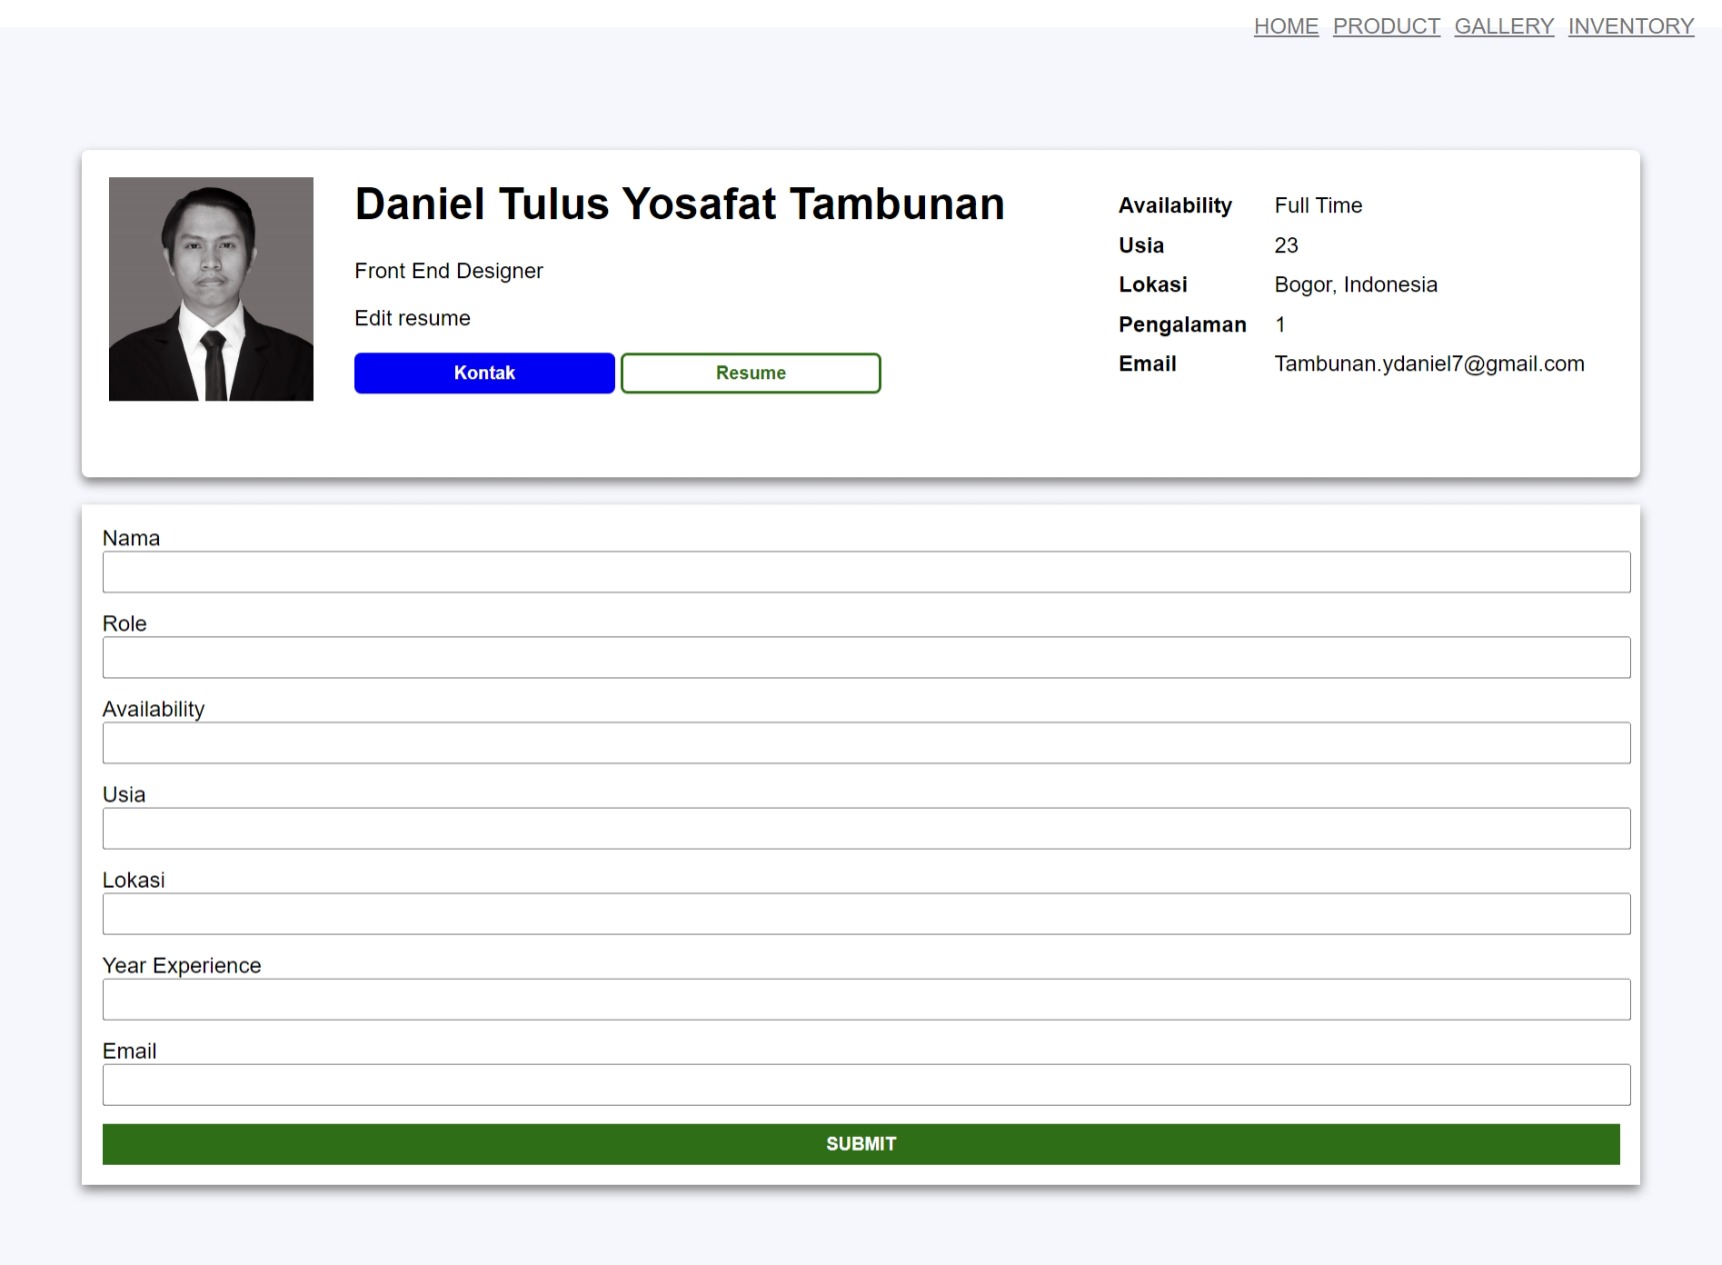 HOME PRODUCT GALLERY INVENTORY
Daniel Tulus Yosafat Tambunan
Front End Designer
Edit resume
Kontak Resume
Availability Full Time
Usia 23
Lokasi Bogor, Indonesia
Pengalaman 1
Email Tambunan.ydaniel7@gmail.com
Nama
Role
Availability
Usia
Lokasi
Year Experience
Email
SUBMIT